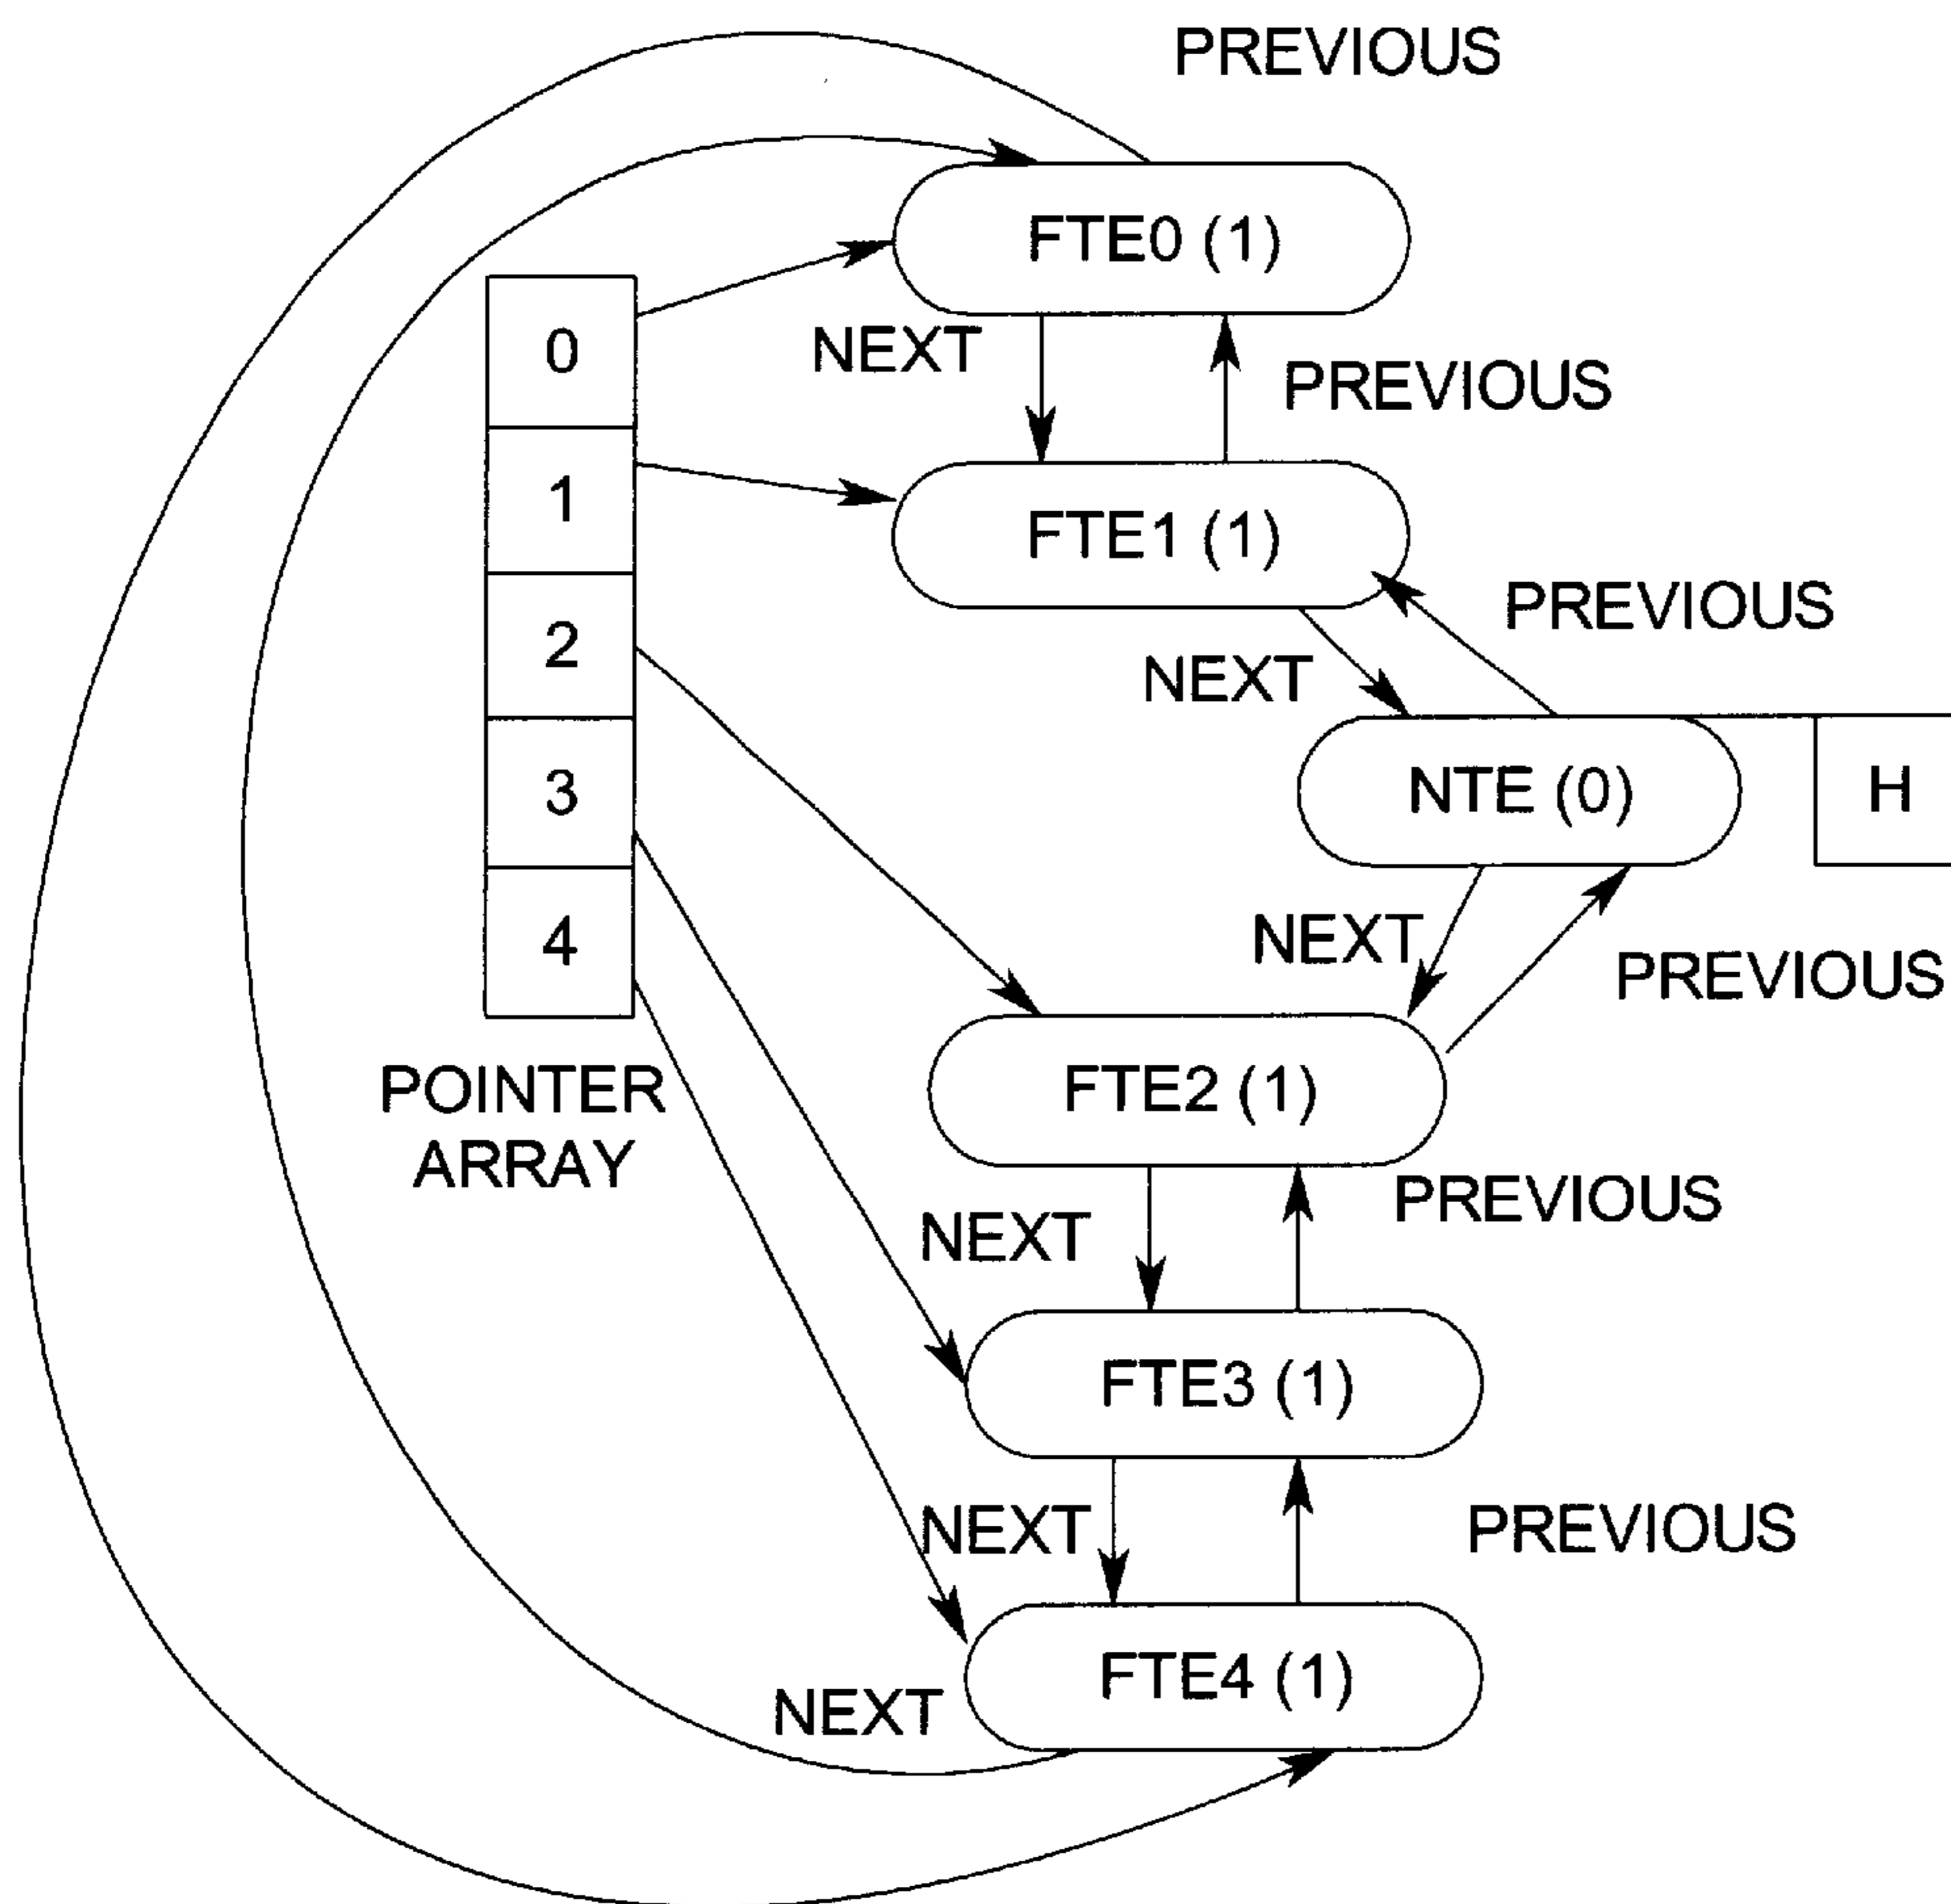 PREVIOUS
FTE0 (1)
0
NEXT
PREVIOUS
1
FTE1 (1)
PREVIOUS
2
NEXT
3
NTE (0)
H
4
NEXT
PREVIOUS
POINTER
ARRAY
FTE2 (1)
PREVIOUS
NEXT
FTE3 (1)
NEXT
PREVIOUS
FTE4 (1)
NEXT